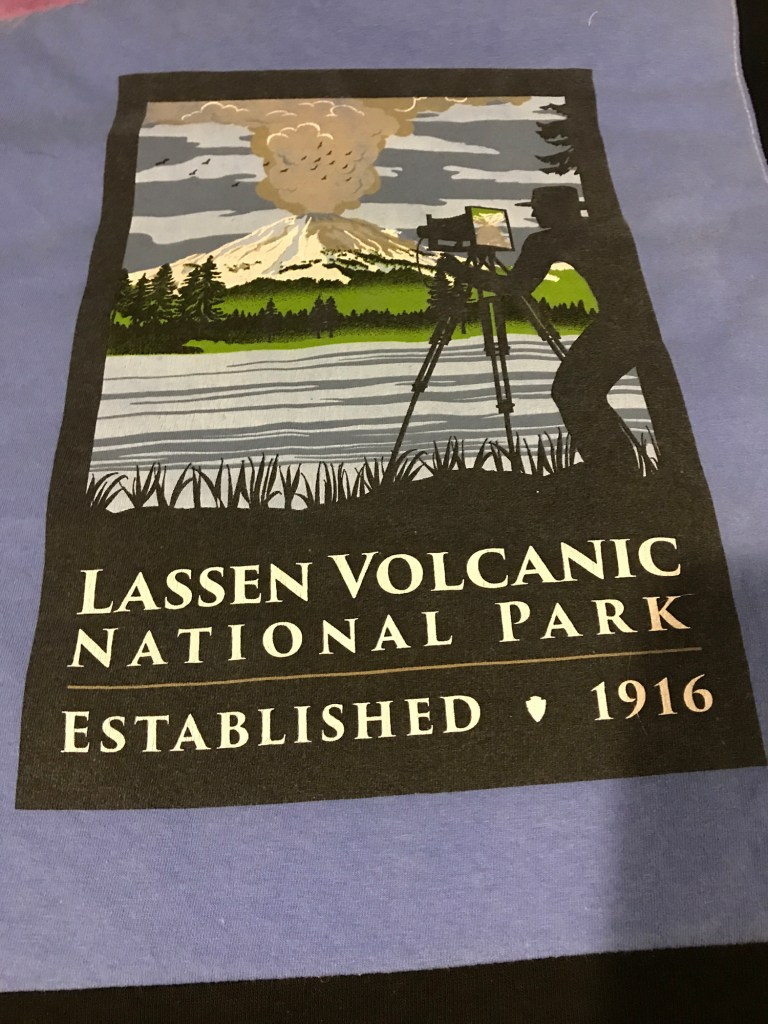 LASSEN VOLCANIC
NATIONAL PARK
ESTABLISHED 1916